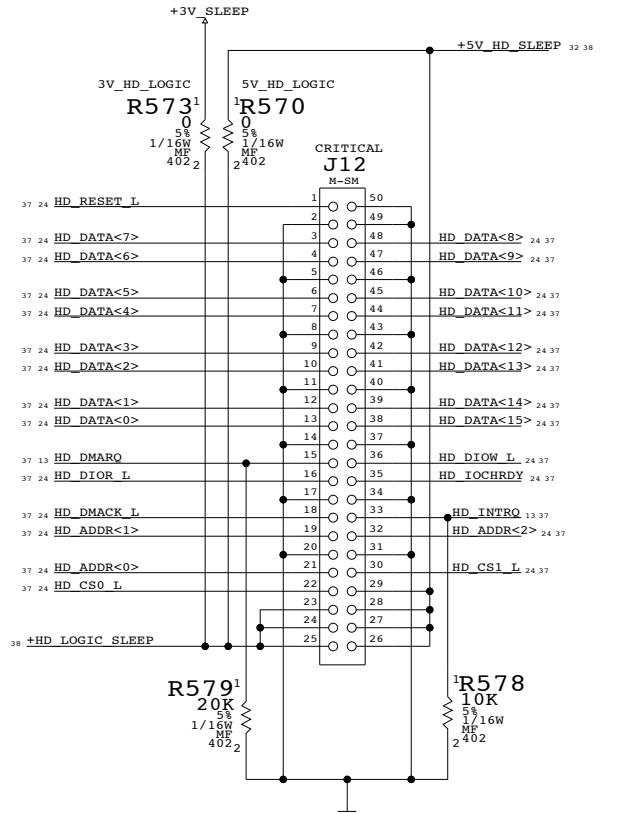 +3V_SLEEP
+5V_HD_SLEEP 32 38
3V_HD_LOGIC 5V_HD_LOGIC
R573 1 1 R570
0 0
5% 5%
1/16W 1/16W
MF MF
402 2 2 402
CRITICAL
J12
M-SM
37 24 HD_RESET_L 1 50
2 49
37 24 HD_DATA<7> 3 48 HD_DATA<8> 24 37
37 24 HD_DATA<6> 4 47 HD_DATA<9> 24 37
5 46
37 24 HD_DATA<5> 6 45 HD_DATA<10> 24 37
37 24 HD_DATA<4> 7 44 HD_DATA<11> 24 37
8 43
37 24 HD_DATA<3> 9 42 HD_DATA<12> 24 37
37 24 HD_DATA<2> 10 41 HD_DATA<13> 24 37
11 40
37 24 HD_DATA<1> 12 39 HD_DATA<14> 24 37
37 24 HD_DATA<0> 13 38 HD_DATA<15> 24 37
14 37
37 13 HD_DMARQ 15 36 HD_DIOW_L 24 37
37 24 HD_DIOR_L 16 35 HD_IOCHRDY 24 37
17 34
37 24 HD_DMACK_L 18 33 HD_INTRQ 13 37
37 24 HD_ADDR<1> 19 32 HD_ADDR<2> 24 37
20 31
37 24 HD_ADDR<0> 21 30 HD_CS1_L 24 37
37 24 HD_CS0_L 22 29
23 28
24 27
38 +HD_LOGIC_SLEEP 25 26
R579 1 1 R578
20K 10K
5% 5%
1/16W 1/16W
MF MF
402 2 2 402